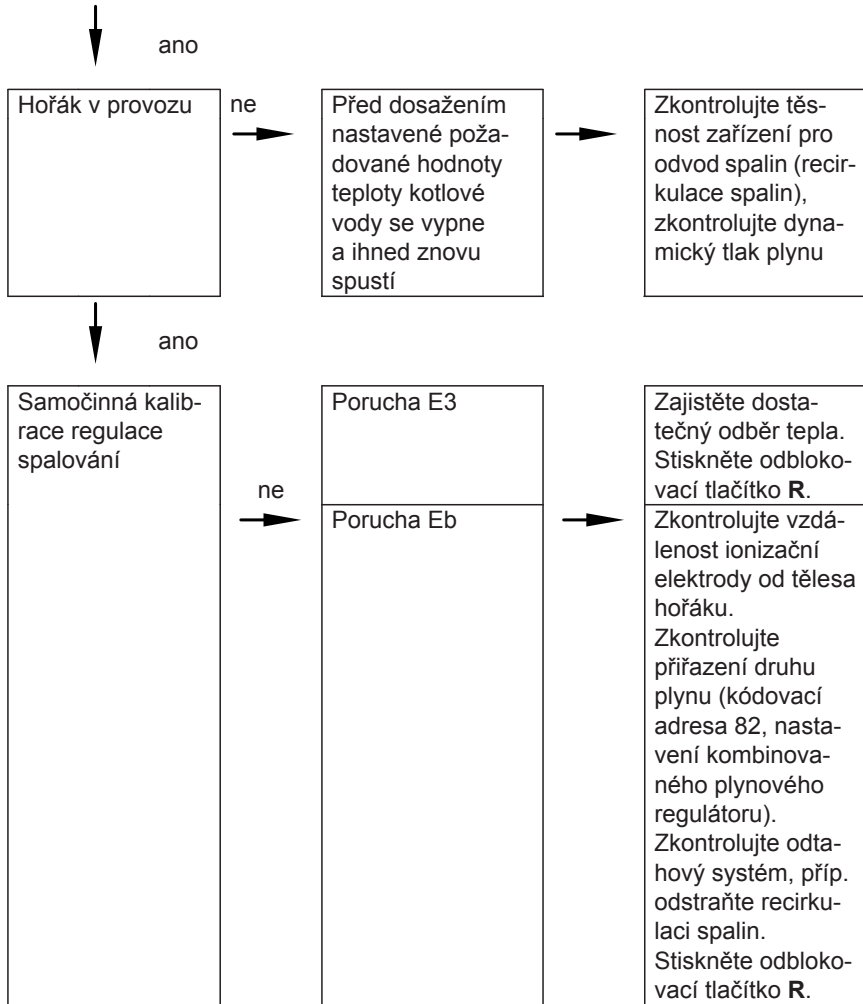 ano
Hořák v provozu
ne
Před dosažením
nastavené poža-
dované hodnoty
teploty kotlové
vody se vypne
a ihned znovu
spustí
Zkontrolujte těs-
nost zařízení pro
odvod spalin (recir-
kulace spalin),
zkontrolujte dyna-
mický tlak plynu
ano
Samočinná kalib-
race regulace
spalování
ne
Porucha E3
Zajistěte dosta-
tečný odběr tepla.
Stiskněte odbloko-
vací tlačítko R.
Porucha Eb
Zkontrolujte vzdá-
lenost ionizační
elektrody od tělesa
hořáku.
Zkontrolujte
přiřazení druhu
plynu (kódovací
adresa 82, nasta-
vení kombinova-
ného plynového
regulátoru).
Zkontrolujte odta-
hový systém, příp.
odstraňte recirku-
laci spalin.
Stiskněte odbloko-
vací tlačítko R.